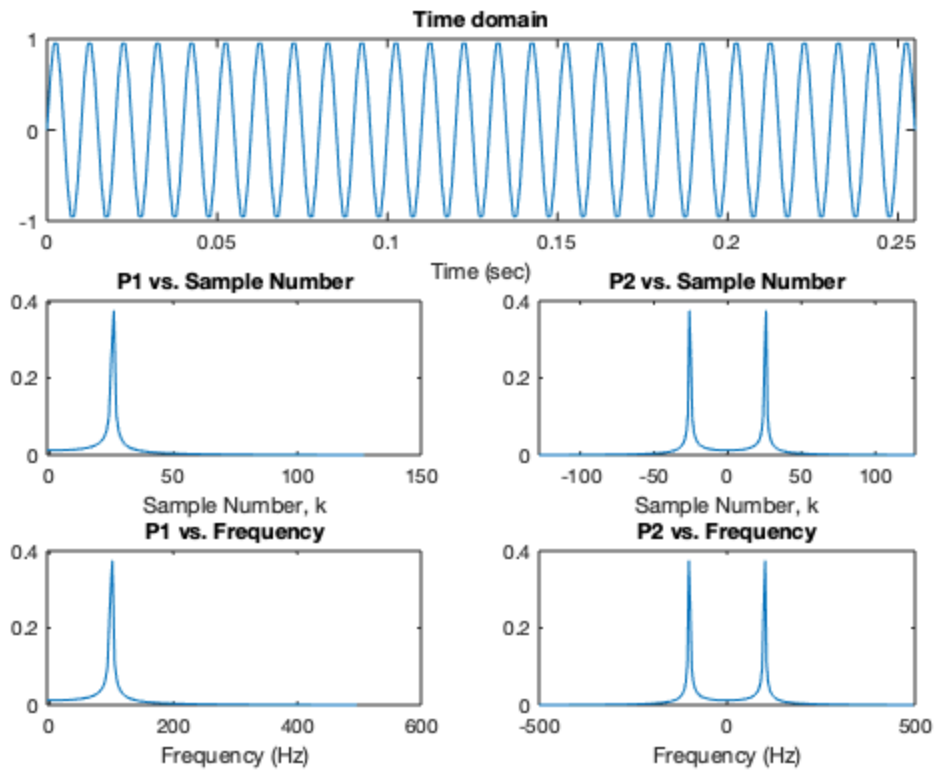 Time domain
1
0
-1
0 0.05 0.1 0.15 0.2 0.25
Time (sec)
P1 vs. Sample Number
0.4
0.2
0
0 50 100 150
Sample Number, k
P2 vs. Sample Number
0.4
0.2
0
-100 -50 0 50 100
Sample Number, k
P1 vs. Frequency
0.4
0.2
0
0 200 400 600
Frequency (Hz)
P2 vs. Frequency
0.4
0.2
0
-500 0 500
Frequency (Hz)